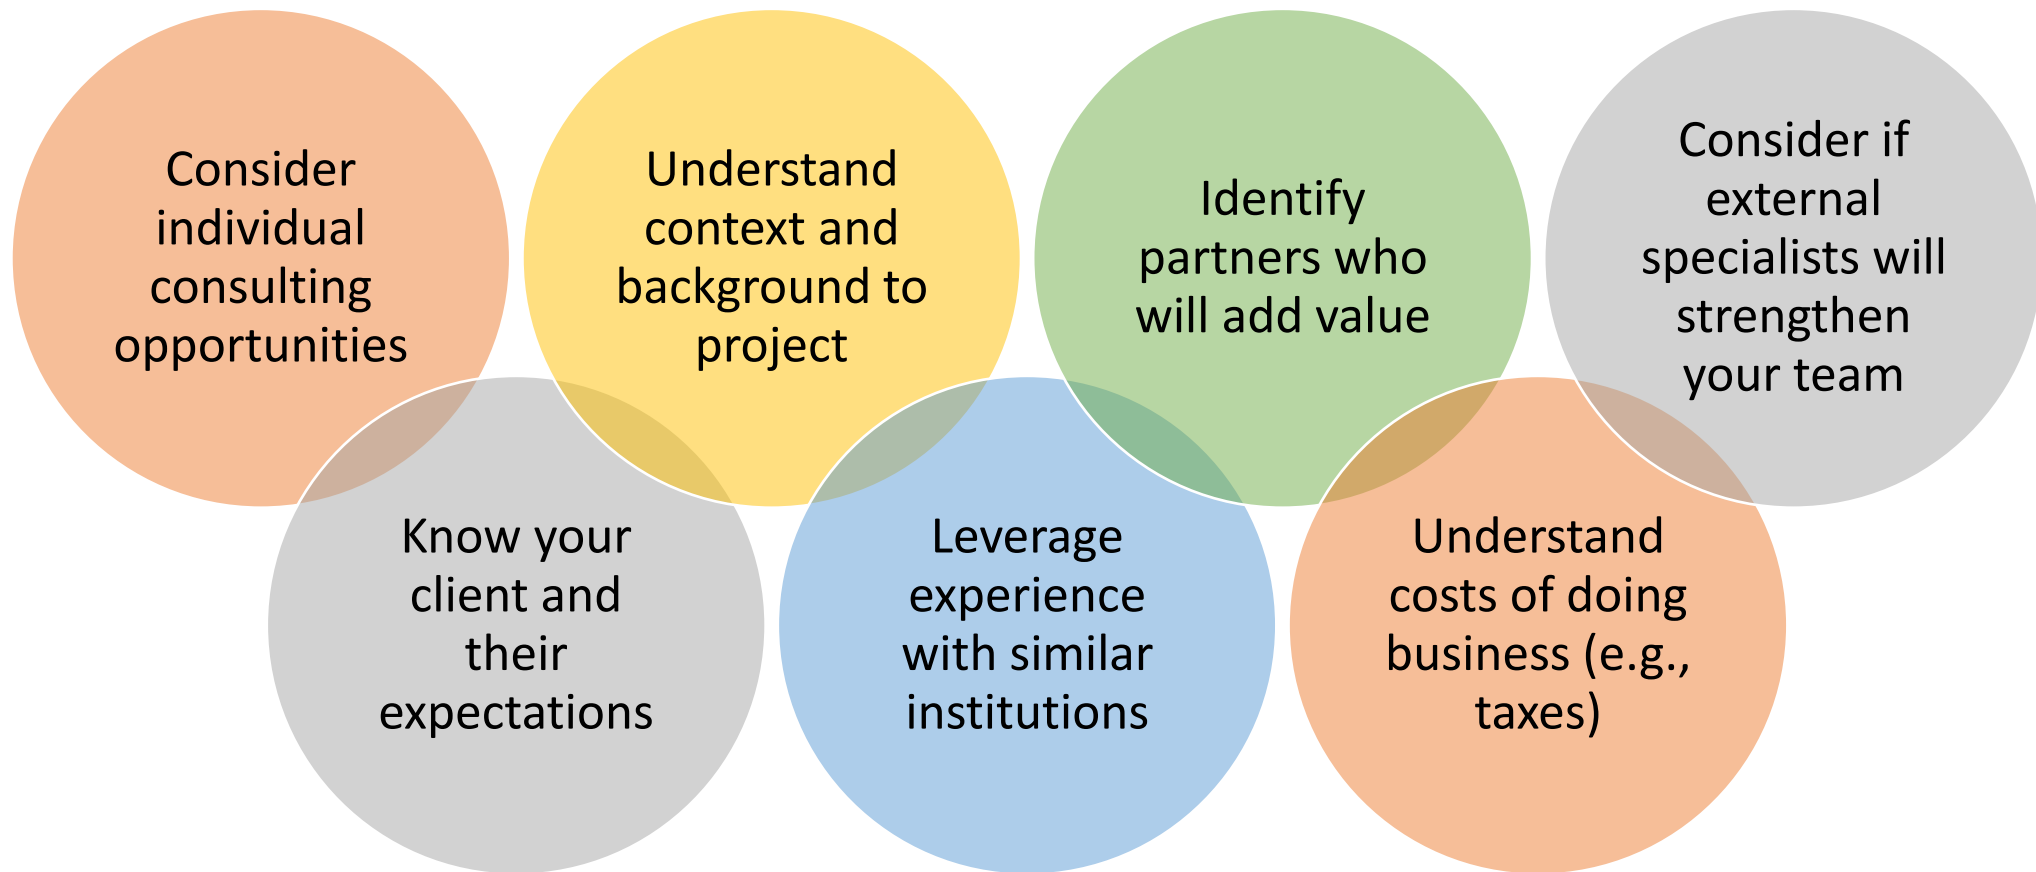 Consider
individual
consulting
opportunities
Know your
client and
their
expectations
Understand
context and
background to
project
Leverage
experience
with similar
institutions
Identify
partners who
will add value
Understand
costs of doing
business (e.g.,
taxes)
Consider if
external
specialists will
strengthen
your team